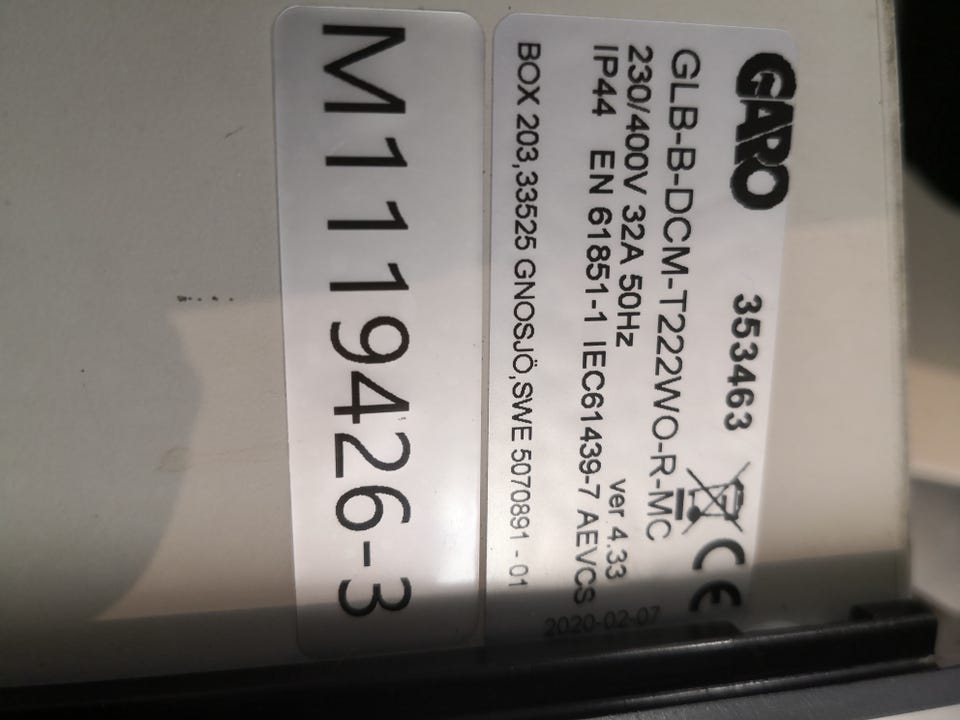 GARO 353463
GLB-B-DCM-T222WO-R-MC
230/400V 32A 50Hz ver 4.33
IP44 EN 61851-1 IEC61439-7 AEVCS
2020-02-07
BOX 203,33525 GNOSJÖ,SWE 5070891 - 01
M1119426-3